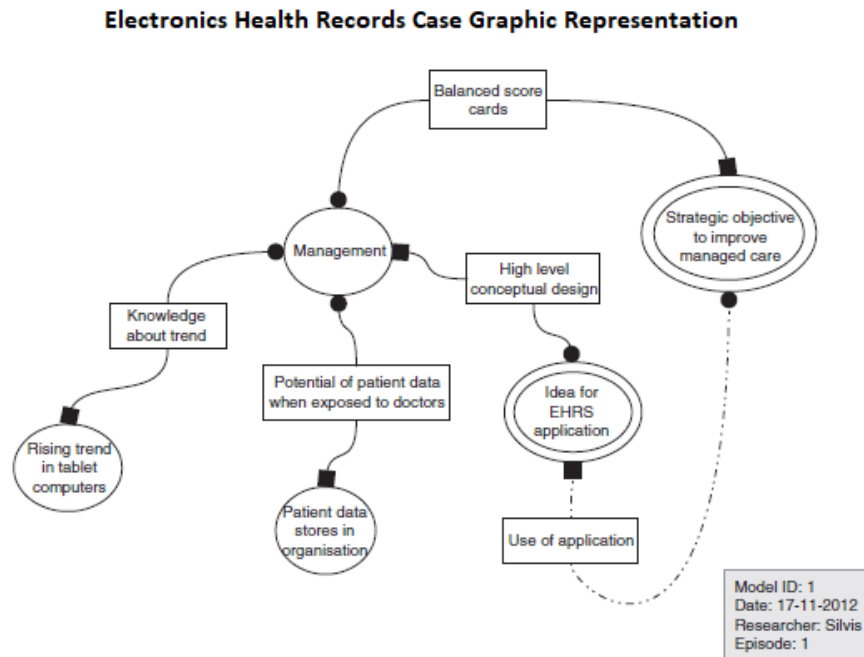 Electronics Health Records Case Graphic Representation
Balanced score
cards
Strategic objective
to improve
managed care
Management
High level
conceptual design
Knowledge
about trend
Potential of patient data
when exposed to doctors
Idea for
EHRS
application
Rising trend
in tablet
computers
Patient data
stores in
organisation
Use of application
Model ID: 1
Date: 17-11-2012
Researcher: Silvis
Episode: 1